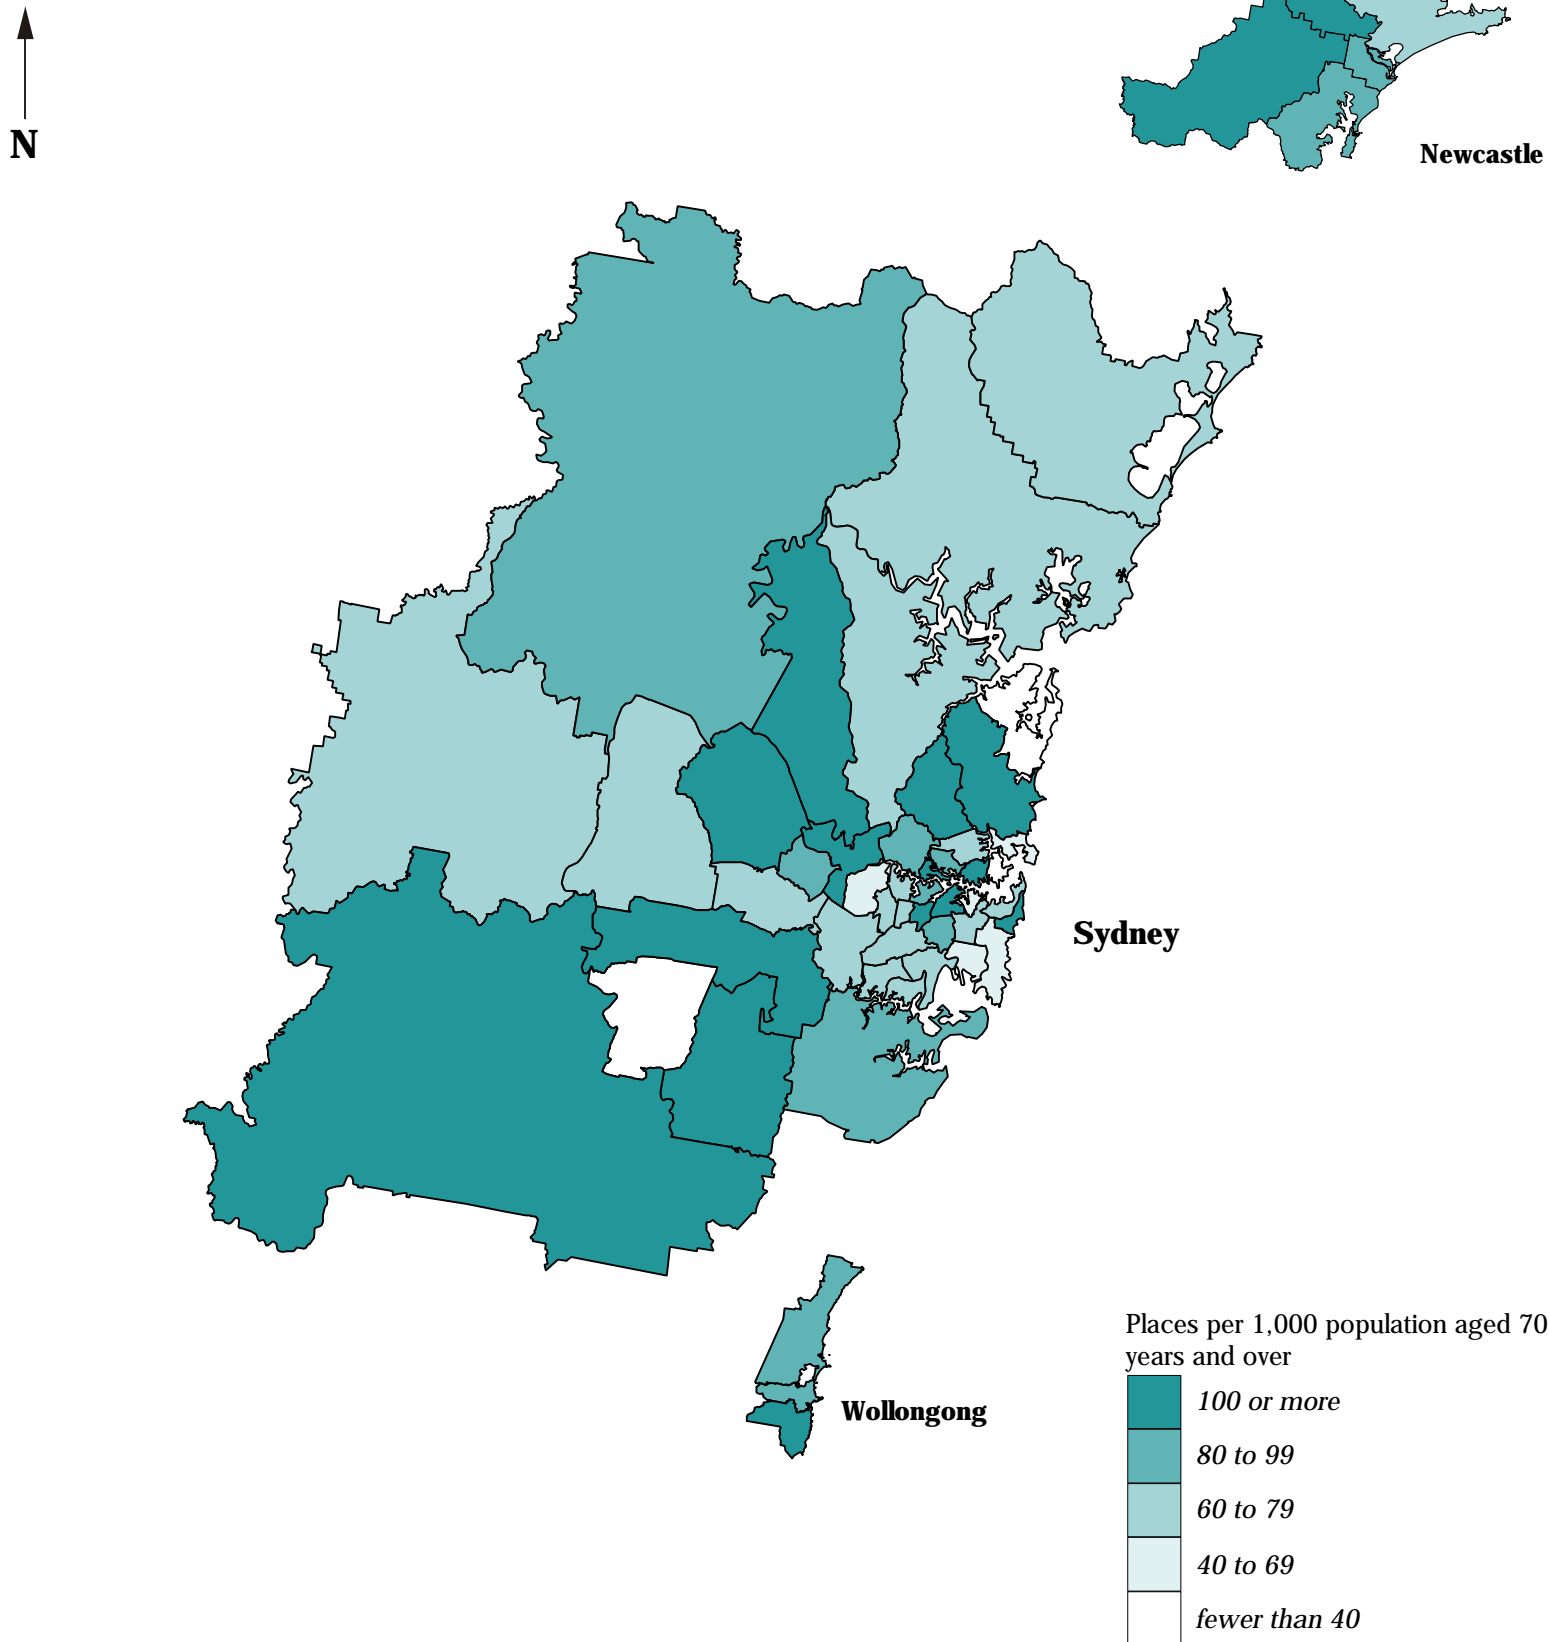 N
Newcastle
Sydney
Wollongong
Places per 1,000 population aged 70
years and over
100 or more
80 to 99
60 to 79
40 to 69
fewer than 40